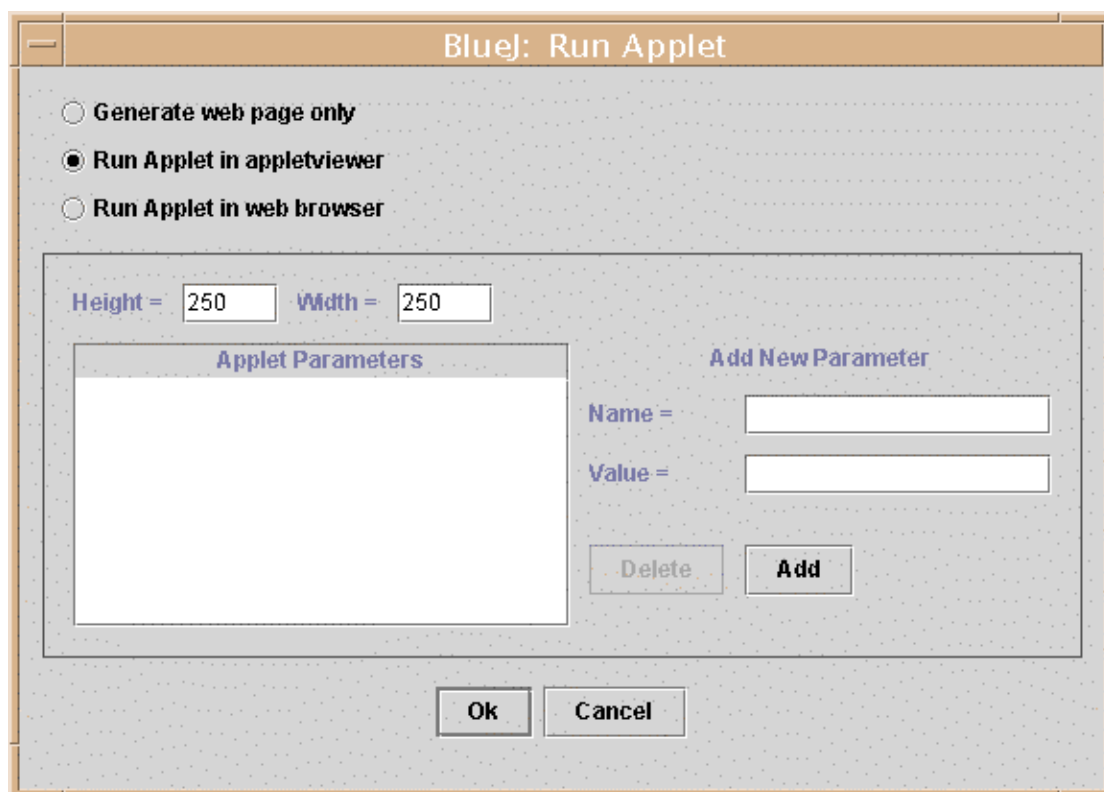 BlueJ: Run Applet
Generate web page only
Run Applet in appletviewer
Run Applet in web browser
Height = 250 Width = 250
Applet Parameters
Add New Parameter
Name =
Value =
Delete Add
Ok Cancel